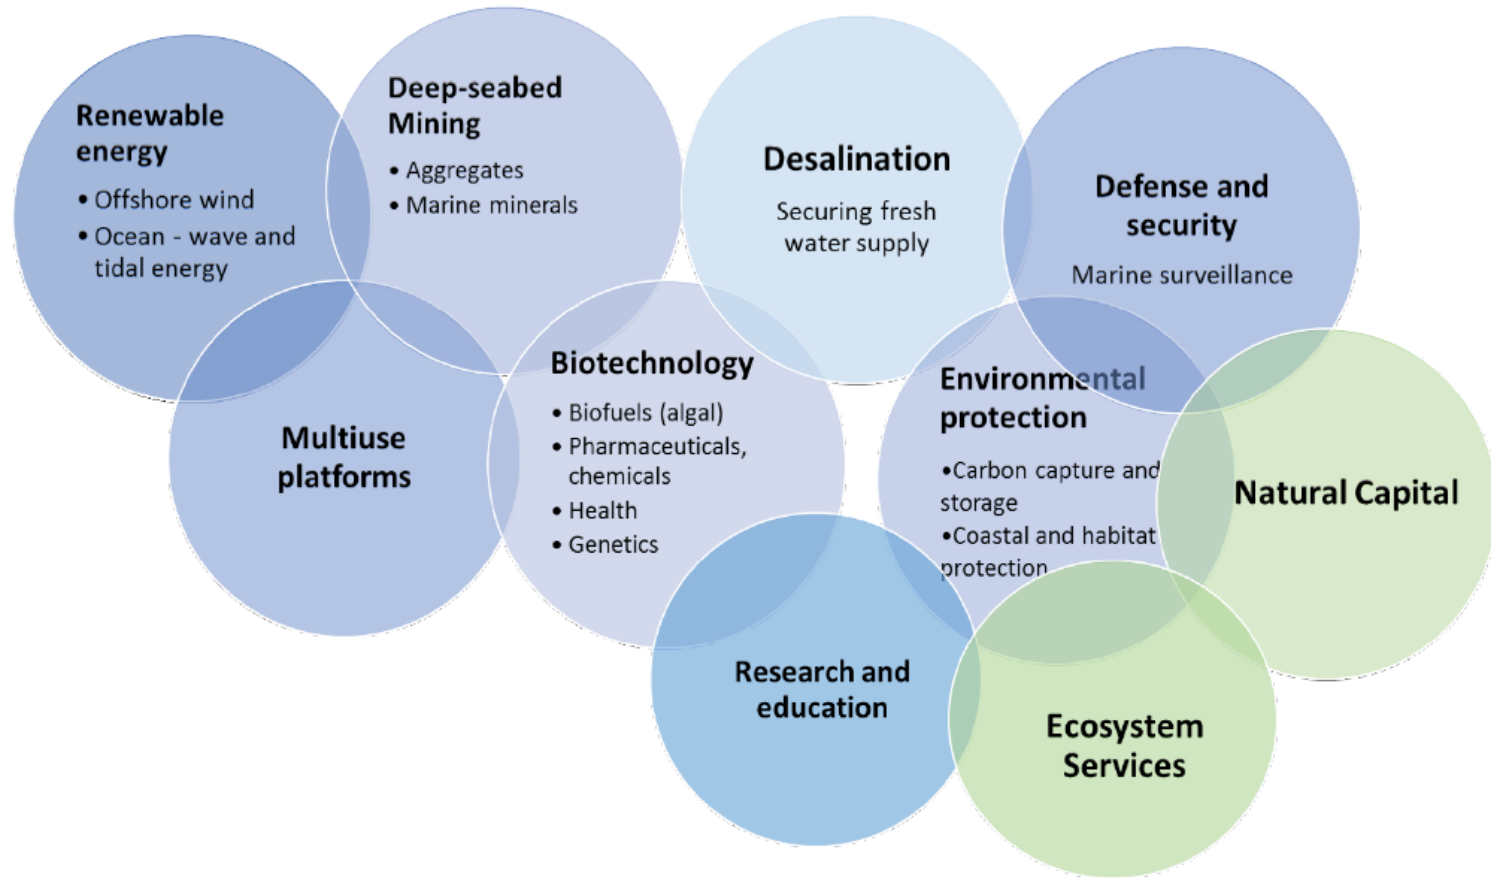 Renewable
energy
• Offshore wind
• Ocean - wave and
tidal energy
Deep-seabed
Mining
• Aggregates
• Marine minerals
Desalination
Securing fresh
water supply
Defense and
security
Marine surveillance
Multiuse
platforms
Biotechnology
• Biofuels (algal)
• Pharmaceuticals,
chemicals
• Health
• Genetics
Environmental
protection
•Carbon capture and
storage
•Coastal and habitat
protection
Natural Capital
Research and
education
Ecosystem
Services